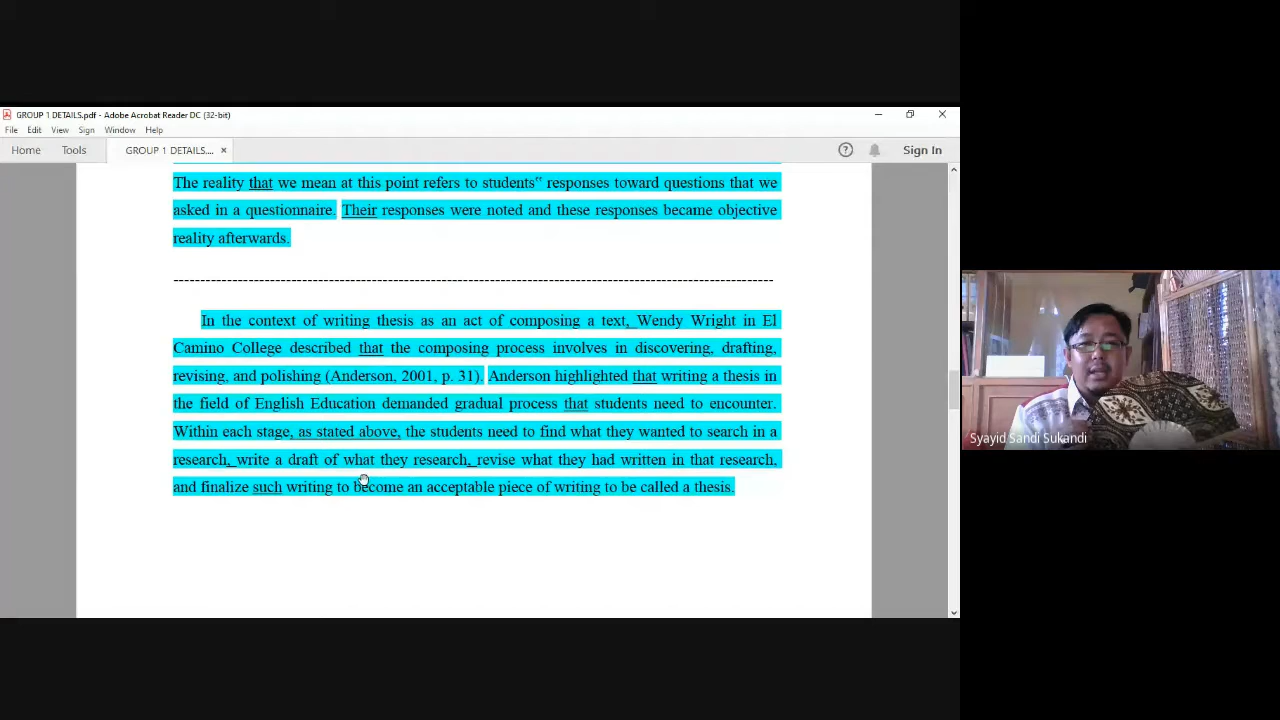 GROUP 1 DETAILS.pdf - Adobe Acrobat Reader DC (32-bit)
File Edit View Sign Window Help
Home Tools GROUP 1 DETAILS.... × Sign In
The reality that we mean at this point refers to students‟ responses toward questions that we
asked in a questionnaire. Their responses were noted and these responses became objective
reality afterwards.
In the context of writing thesis as an act of composing a text, Wendy Wright in El
Camino College described that the composing process involves in discovering, drafting,
revising, and polishing (Anderson, 2001, p. 31). Anderson highlighted that writing a thesis in
the field of English Education demanded gradual process that students need to encounter.
Within each stage, as stated above, the students need to find what they wanted to search in a
research, write a draft of what they research, revise what they had written in that research,
and finalize such writing to become an acceptable piece of writing to be called a thesis.
Syayid Sandi Sukandi